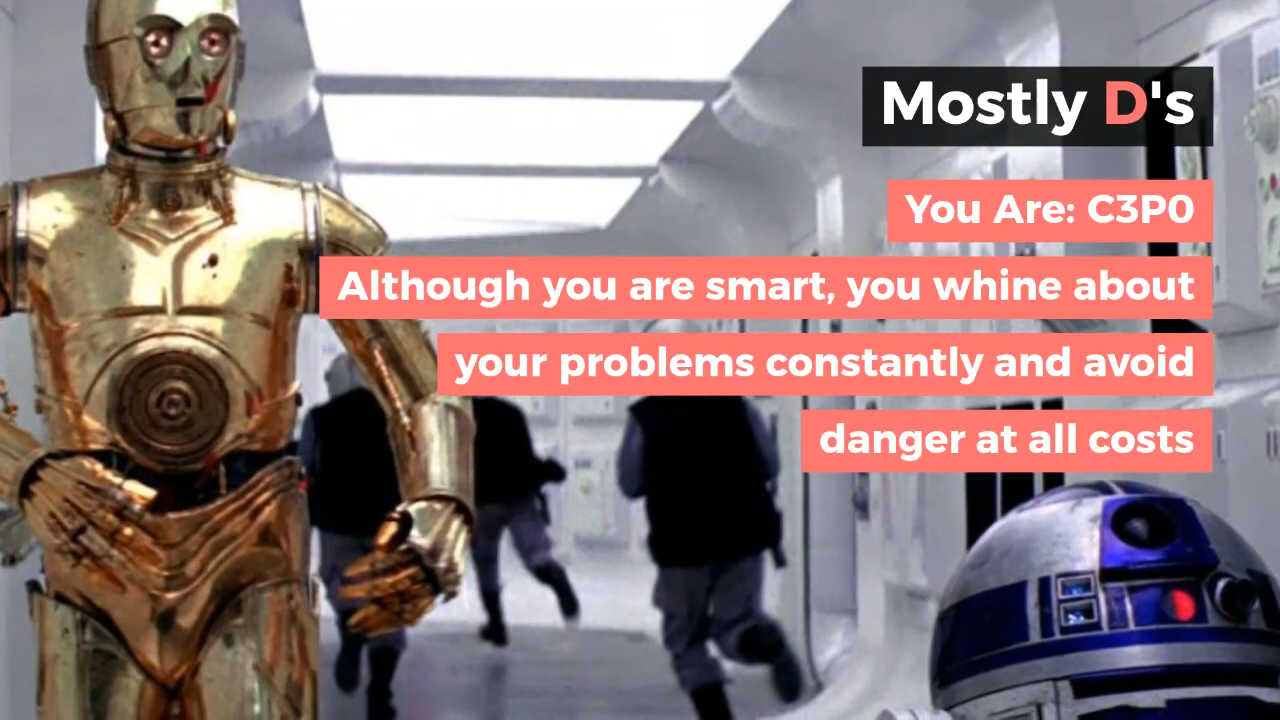 Mostly D's
You Are: C3P0
Although you are smart, you whine about
your problems constantly and avoid
danger at all costs